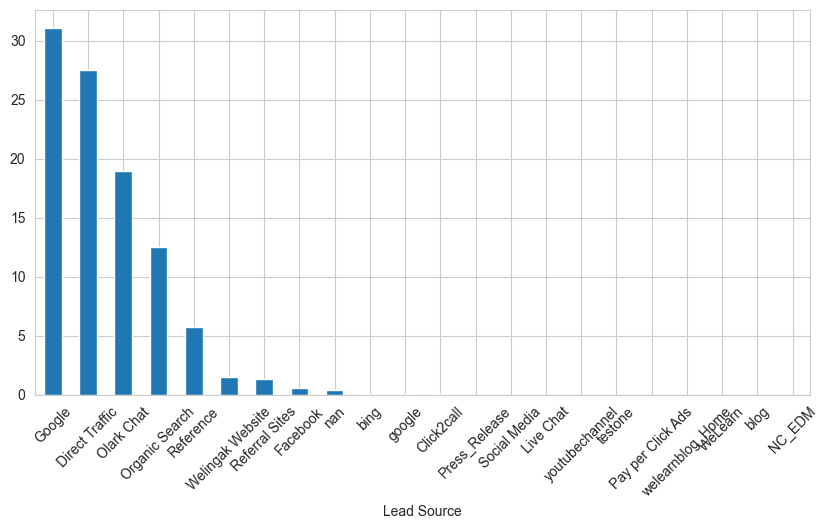 30
25
20
15
10
5
0
Google
Direct Traffic
Olark Chat
Organic Search
Reference
Welingak Website
Referral Sites
Facebook
nan
bing
google
Click2call
Press_Release
Social Media
Live Chat
youtubechannel
testone
Pay per Click Ads
welearnblog_Home
WeLearn
blog
NC_EDM
Lead Source